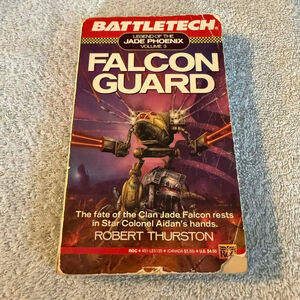 BATTLETECH
LEGEND OF THE
JADE PHOENIX
VOLUME 3
FALCON
GUARD
The fate of the Clan Jade Falcon rests
in Star Colonel Aidan's hands.
ROBERT THURSTON
ROC